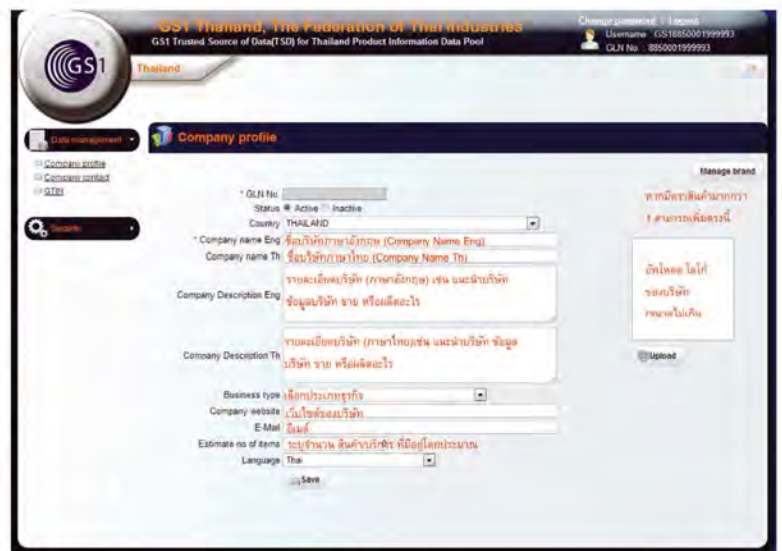 GS1 Thailand, The Federation of Thai Industries
GS1 Trusted Source of Data(TSD) for Thailand Product Information Data Pool
Change password | Logout
Username : GS18850001999993
GLN No. : 8850001999993
GS1
Thailand
Data management
Company profile
Company contact
GTIN
Security
Company profile
Manage brand
* GLN No.
Status Active Inactive
Country THAILAND
* Company name Eng ชื่อบริษัทภาษาอังกฤษ (Company Name Eng)
Company name Th ชื่อบริษัทภาษาไทย (Company Name Th)
Company Description Eng
รายละเอียดบริษัท (ภาษาอังกฤษ) เช่น แนะนำบริษัท
ข้อมูลบริษัท ขาย หรือผลิตอะไร
Company Description Th
รายละเอียดบริษัท (ภาษาไทย)เช่น แนะนำบริษัท ข้อมูล
บริษัท ขาย หรือผลิตอะไร
Business type เลือกประเภทธุรกิจ
Company website เว็บไซต์ของบริษัท
E-Mail อีเมล์
Estimate no of items ระบุจำนวน สินค้า/บริการ ที่มีอยู่โดยประมาณ
Language Thai
Save
หากมีตราสินค้ามากกว่า
1 สามารถเพิ่มตรงนี้
อัพโหลด โลโก้
ของบริษัท
ขนาดไม่เกิน
Upload